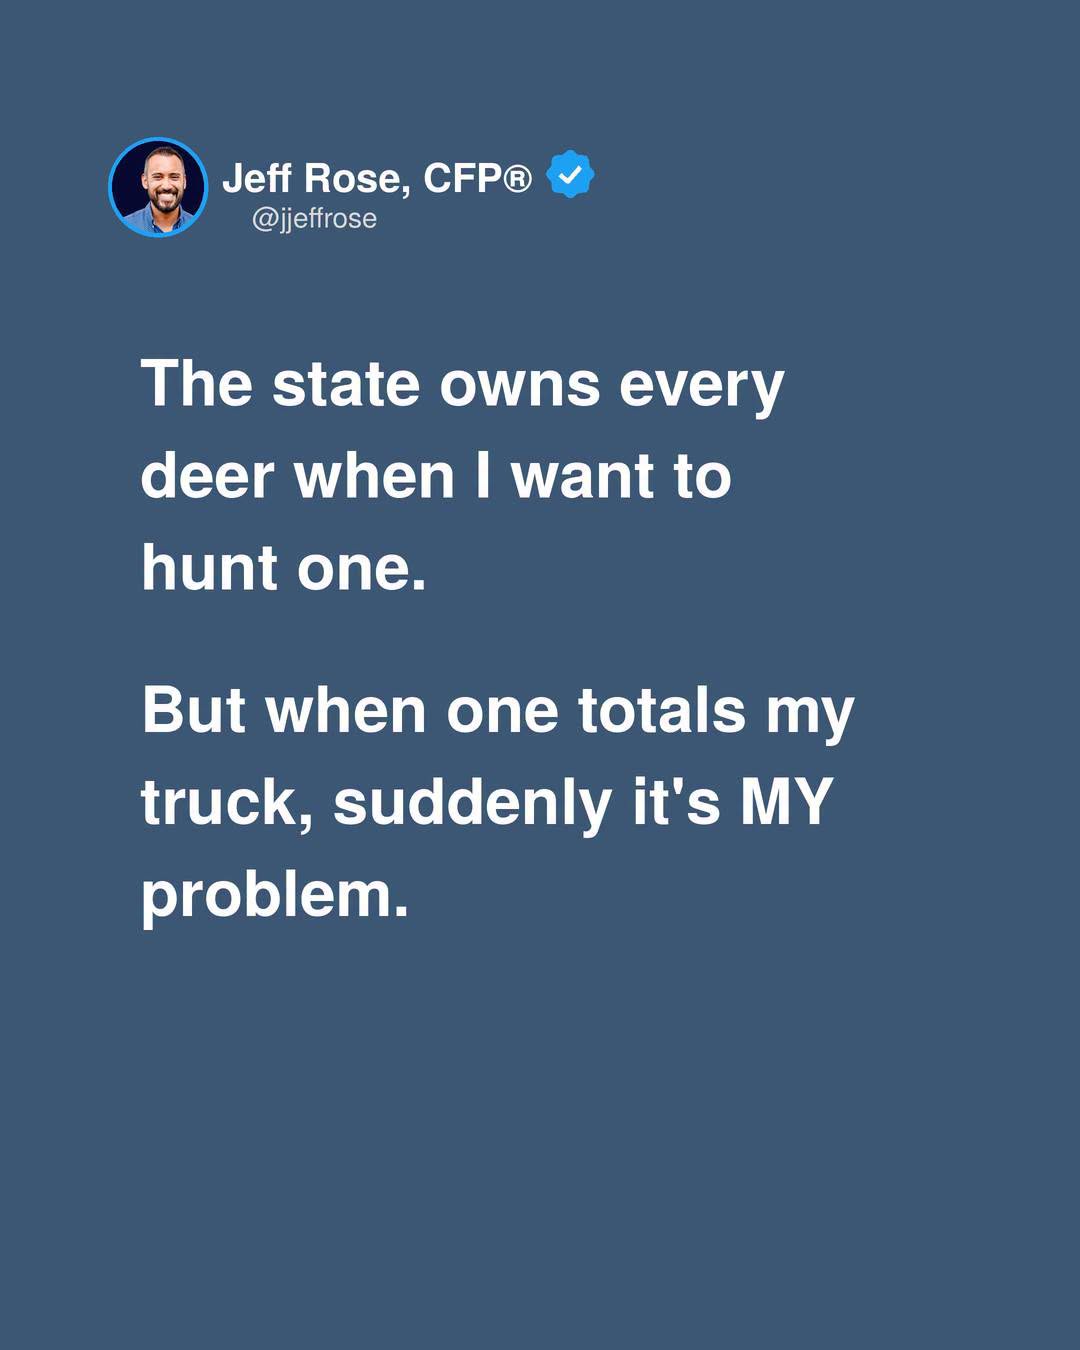 Jeff Rose, CFP®
@jjeffrose
The state owns every
deer when I want to
hunt one.
But when one totals my
truck, suddenly it's MY
problem.